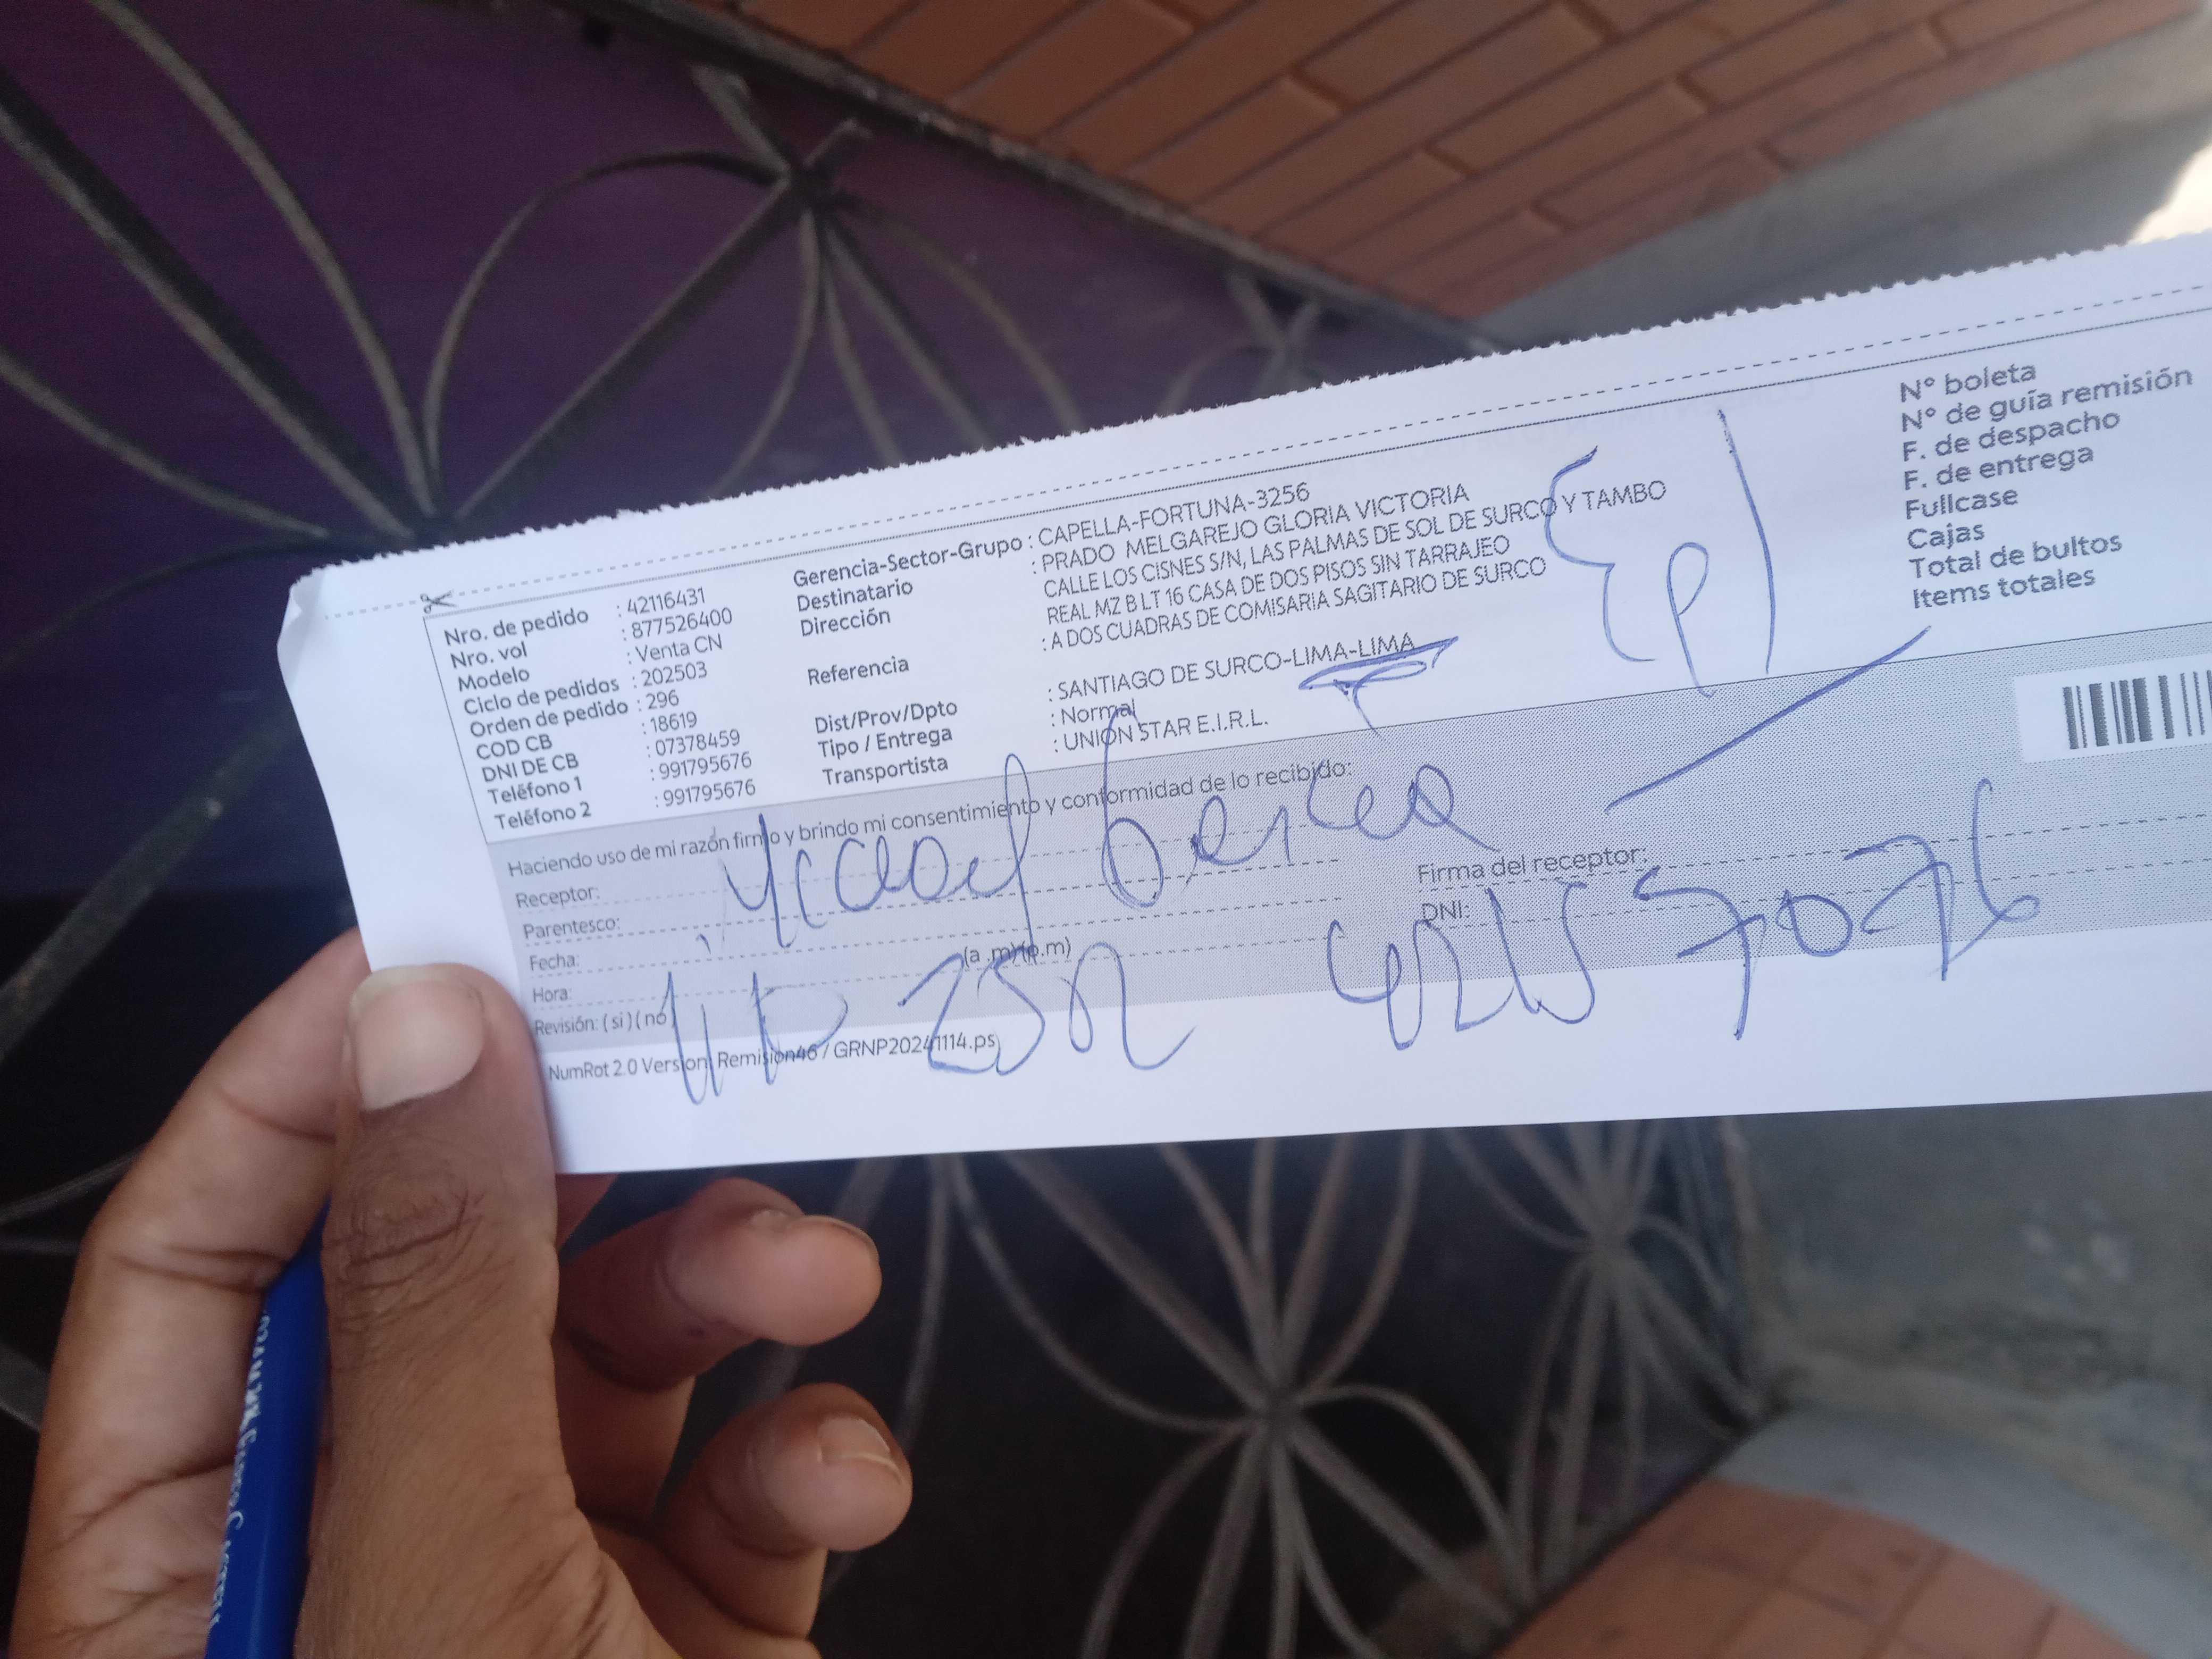 Nro. de pedido : 42116431
Nro. vol : 877526400
Modelo : Venta CN
Ciclo de pedidos : 202503
Orden de pedido : 296
COD CB : 18619
DNI DE CB : 07378459
Teléfono 1 : 991795676
Teléfono 2 : 991795676
Gerencia-Sector-Grupo : CAPELLA-FORTUNA-3256
Destinatario : PRADO MELGAREJO GLORIA VICTORIA
Dirección CALLE LOS CISNES S/N, LAS PALMAS DE SOL DE SURCO Y TAMBO
REAL MZ B LT 16 CASA DE DOS PISOS SIN TARRAJEO
Referencia : A DOS CUADRAS DE COMISARIA SAGITARIO DE SURCO
Dist/Prov/Dpto : SANTIAGO DE SURCO-LIMA-LIMA
Tipo / Entrega : Normal
Transportista : UNION STAR E.I.R.L.
N° boleta
N° de guía remisión
F. de despacho
F. de entrega
Fullcase
Cajas
Total de bultos
Items totales
Haciendo uso de mi razón firmo y brindo mi consentimiento y conformidad de lo recibido:
Receptor:
Parentesco:
Fecha:
Hora: (a.m)(p.m)
Revisión: ( si ) ( no )
Firma del receptor:
DNI:
NumRot 2.0 Version: Remision46 / GRNP20241114.ps